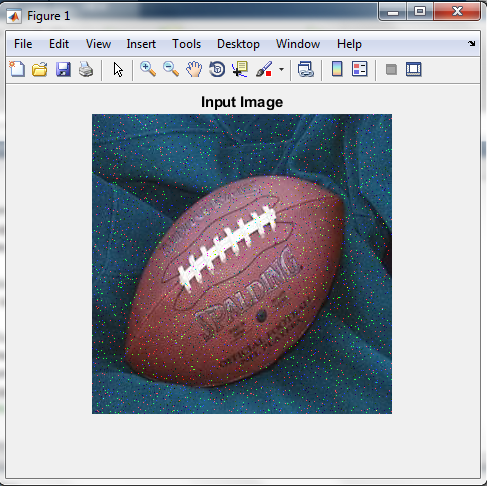 Figure 1
File Edit View Insert Tools Desktop Window Help
Input Image
SPALDING